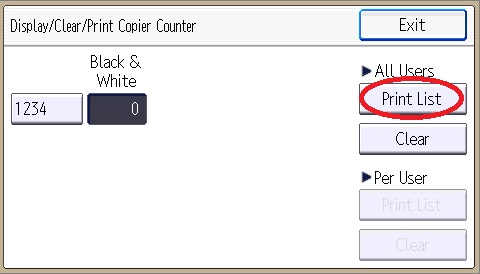 Display/Clear/Print Copier Counter
Exit
Black &
White
1234
0
▶All Users
Print List
Clear
▶Per User
Print List
Clear